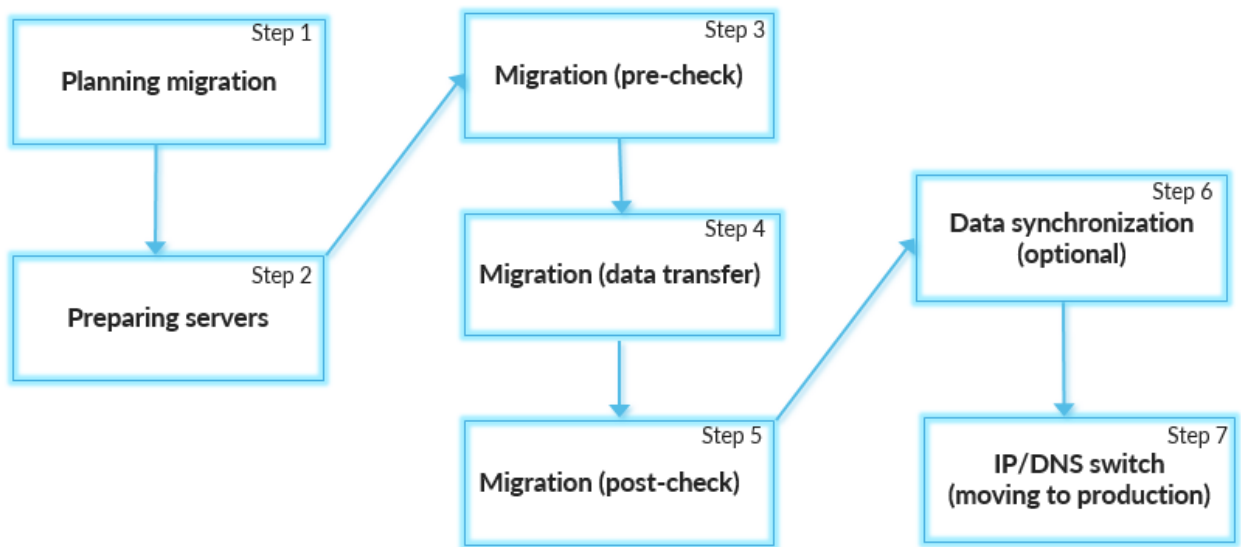 Step 1
Planning migration
Step 2
Preparing servers
Step 3
Migration (pre-check)
Step 4
Migration (data transfer)
Step 5
Migration (post-check)
Step 6
Data synchronization
(optional)
Step 7
IP/DNS switch
(moving to production)